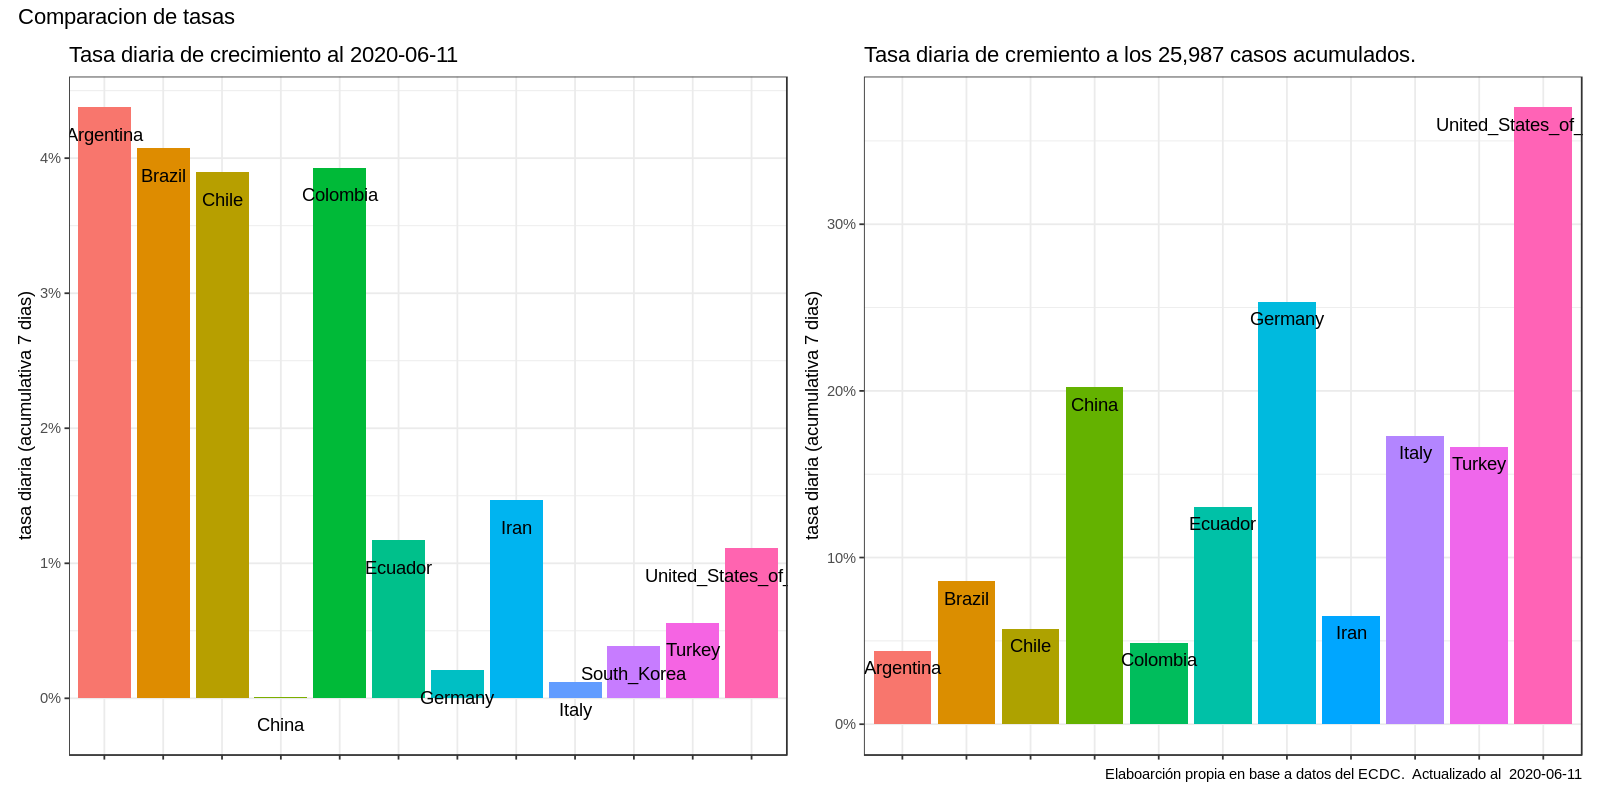 Comparacion de tasas
Tasa diaria de crecimiento al 2020-06-11
tasa diaria (acumulativa 7 dias)
4%
3%
2%
1%
0%
Argentina
Brazil
Chile
China
Colombia
Ecuador
Germany
Iran
Italy
South_Korea
Turkey
United_States_of_
Tasa diaria de cremiento a los 25,987 casos acumulados.
tasa diaria (acumulativa 7 dias)
30%
20%
10%
0%
Argentina
Brazil
Chile
China
Colombia
Ecuador
Germany
Iran
Italy
Turkey
United_States_of_
Elaboarción propia en base a datos del ECDC.  Actualizado al  2020-06-11